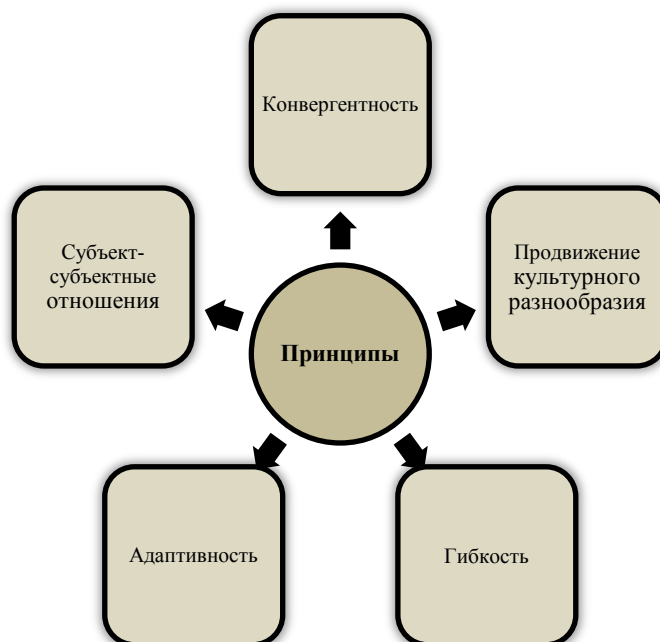 Конвергентность
Субъект-
субъектные
отношения
Продвижение
культурного
разнообразия
Принципы
Адаптивность
Гибкость